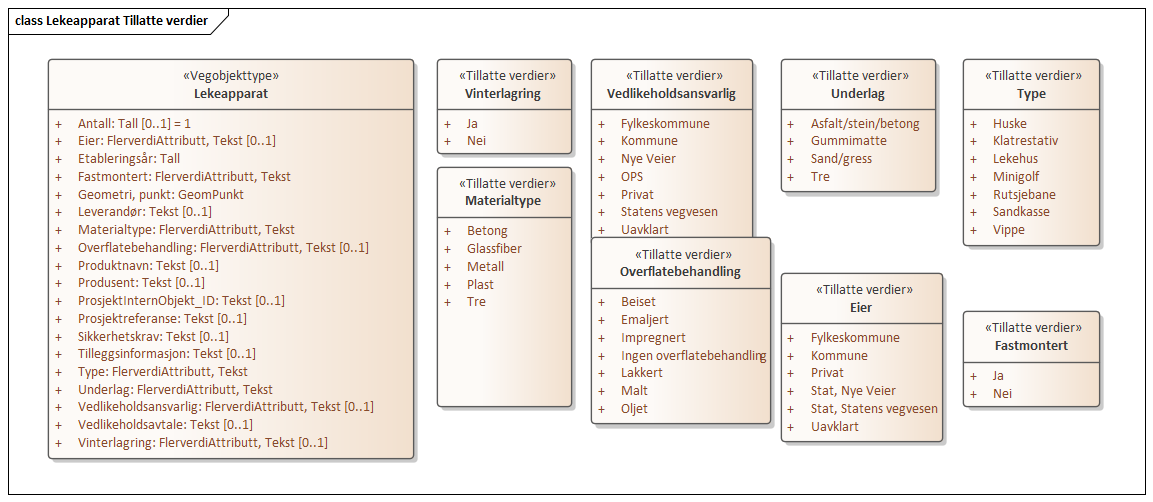 class Lekeapparat Tillatte verdier
«Vegobjekttype»
Lekeapparat
+ Antall: Tall [0..1] = 1
+ Eier: FlerverdiAttributt, Tekst [0..1]
+ Etableringsår: Tall
+ Fastmontert: FlerverdiAttributt, Tekst
+ Geometri, punkt: GeomPunkt
+ Leverandør: Tekst [0..1]
+ Materialtype: FlerverdiAttributt, Tekst
+ Overflatebehandling: FlerverdiAttributt, Tekst [0..1]
+ Produktnavn: Tekst [0..1]
+ Produsent: Tekst [0..1]
+ ProsjektInternObjekt_ID: Tekst [0..1]
+ Prosjektreferanse: Tekst [0..1]
+ Sikkerhetskrav: Tekst [0..1]
+ Tilleggsinformasjon: Tekst [0..1]
+ Type: FlerverdiAttributt, Tekst
+ Underlag: FlerverdiAttributt, Tekst
+ Vedlikeholdsansvarlig: FlerverdiAttributt, Tekst [0..1]
+ Vedlikeholdsavtale: Tekst [0..1]
+ Vinterlagring: FlerverdiAttributt, Tekst [0..1]
«Tillatte verdier»
Vinterlagring
+ Ja
+ Nei
«Tillatte verdier»
Materialtype
+ Betong
+ Glassfiber
+ Metall
+ Plast
+ Tre
«Tillatte verdier»
Vedlikeholdsansvarlig
+ Fylkeskommune
+ Kommune
+ Nye Veier
+ OPS
+ Privat
+ Statens vegvesen
+ Uavklart
«Tillatte verdier»
Overflatebehandling
+ Beiset
+ Emaljert
+ Impregnert
+ Ingen overflatebehandling
+ Lakkert
+ Malt
+ Oljet
«Tillatte verdier»
Underlag
+ Asfalt/stein/betong
+ Gummimatte
+ Sand/gress
+ Tre
«Tillatte verdier»
Eier
+ Fylkeskommune
+ Kommune
+ Privat
+ Stat, Nye Veier
+ Stat, Statens vegvesen
+ Uavklart
«Tillatte verdier»
Type
+ Huske
+ Klatrestativ
+ Lekehus
+ Minigolf
+ Rutsjebane
+ Sandkasse
+ Vippe
«Tillatte verdier»
Fastmontert
+ Ja
+ Nei